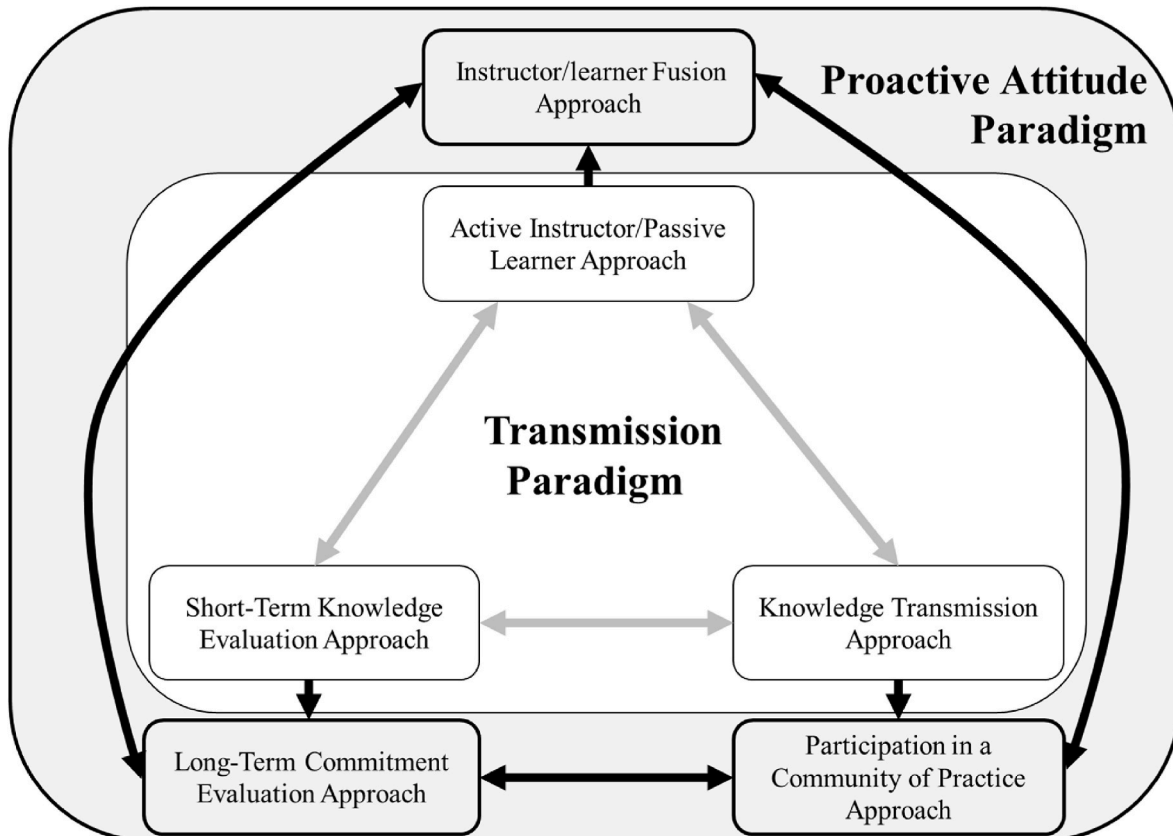 Instructor/learner Fusion
Approach
Proactive Attitude
Paradigm
Active Instructor/Passive
Learner Approach
Transmission
Paradigm
Short-Term Knowledge
Evaluation Approach
Knowledge Transmission
Approach
Long-Term Commitment
Evaluation Approach
Participation in a
Community of Practice
Approach